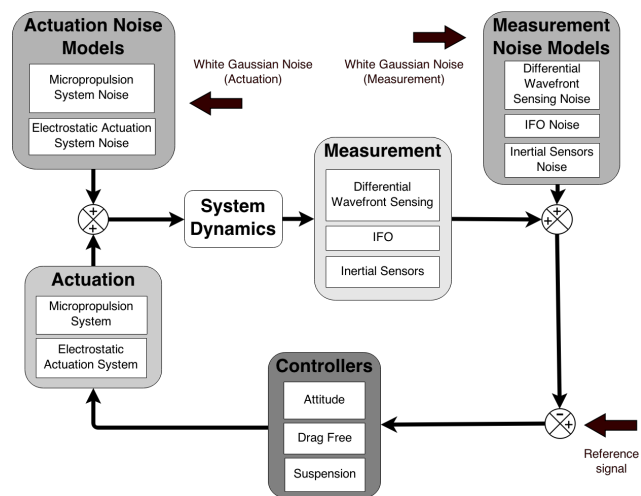 Actuation Noise
Models
Micropropulsion
System Noise
Electrostatic Actuation
System Noise
White Gaussian Noise
(Actuation)
White Gaussian Noise
(Measurement)
Measurement
Noise Models
Differential
Wavefront
Sensing Noise
IFO Noise
Inertial Sensors
Noise
+
+
System
Dynamics
Measurement
Differential
Wavefront Sensing
IFO
Inertial Sensors
+
+
Actuation
Micropropulsion
System
Electrostatic
Actuation System
Controllers
Attitude
Drag Free
Suspension
-
+
Reference
signal